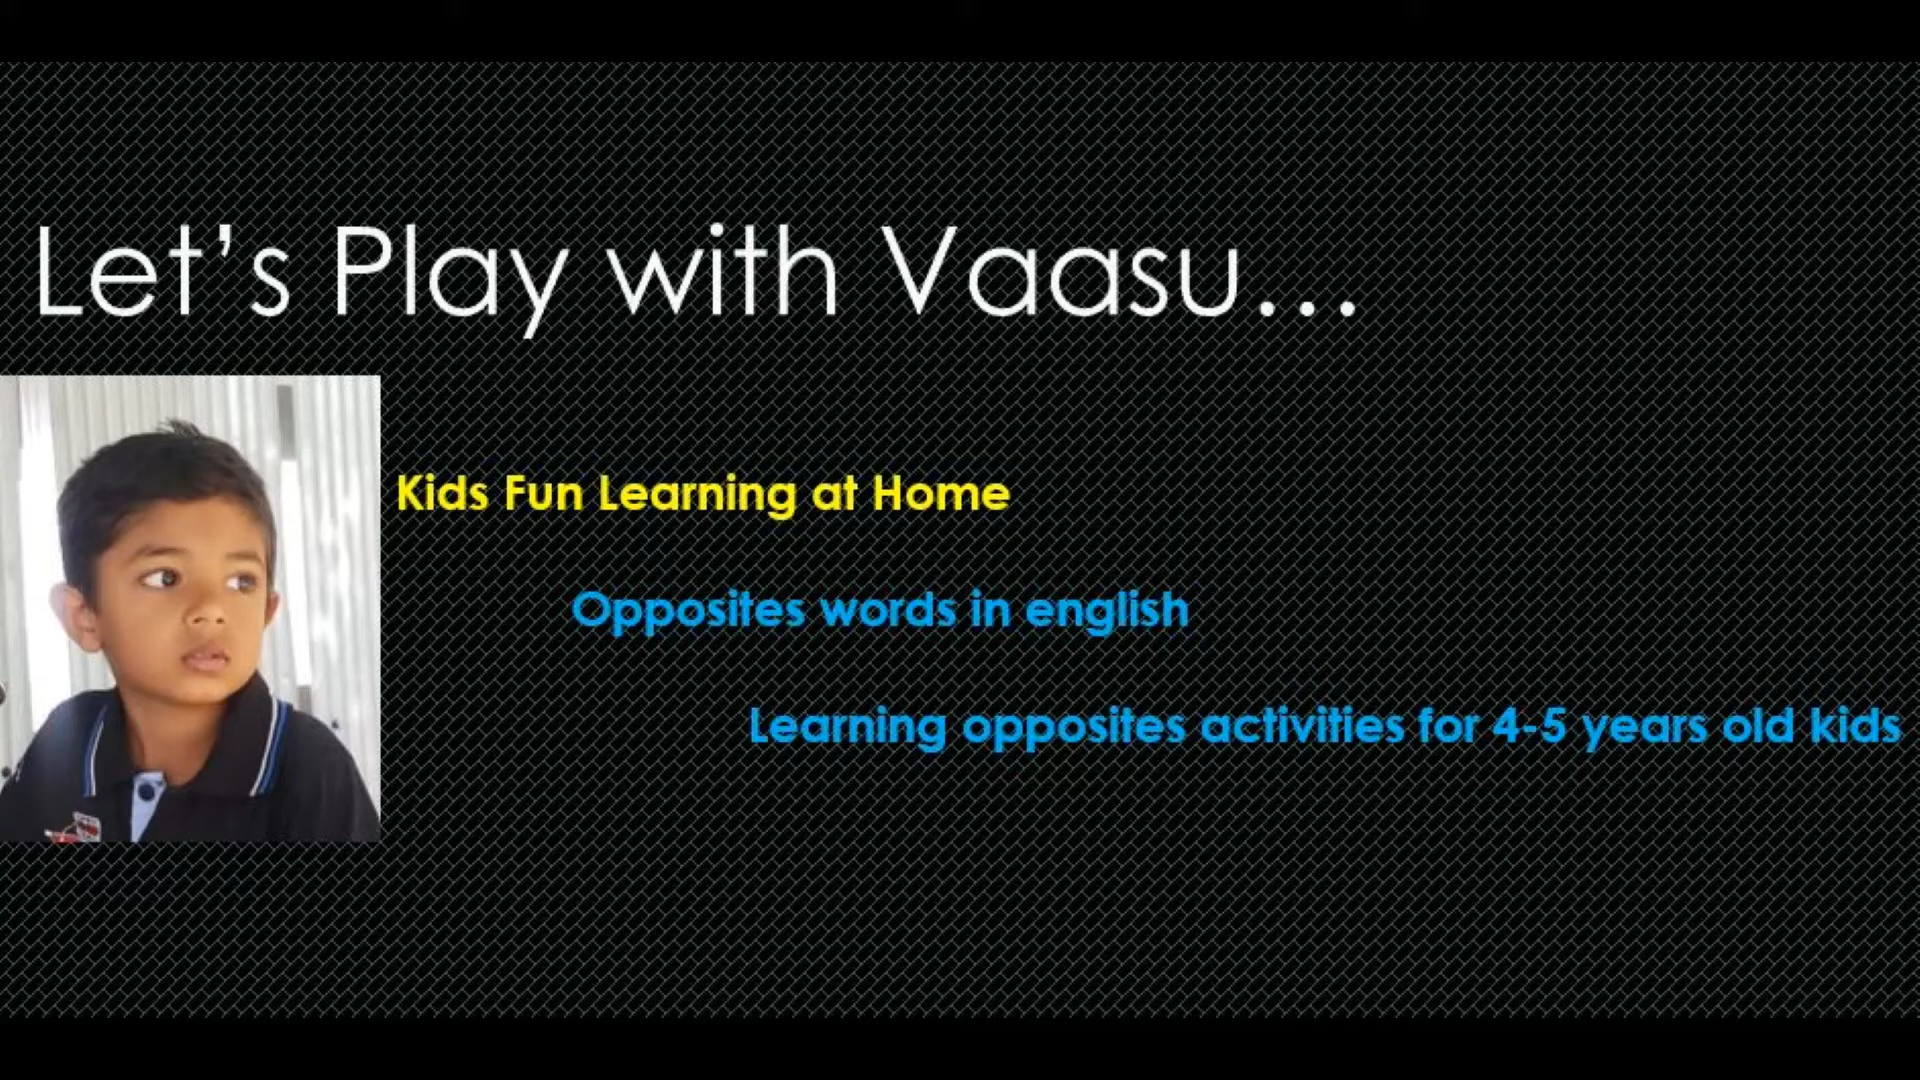 Let’s Play with Vaasu...
Kids Fun Learning at Home
Opposites words in english
Learning opposites activities for 4-5 years old kids